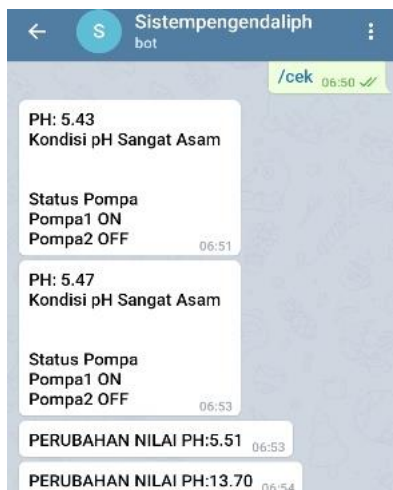 Sistempengendaliph
S
bot
/cek 06:50
PH: 5.43
Kondisi pH Sangat Asam
Status Pompa
Pompa1 ON
Pompa2 OFF
06:51
PH: 5.47
Kondisi pH Sangat Asam
Status Pompa
Pompa1 ON
Pompa2 OFF
06:53
PERUBAHAN NILAI PH:5.51 06:53
PERUBAHAN NILAI PH:13.70 06:54